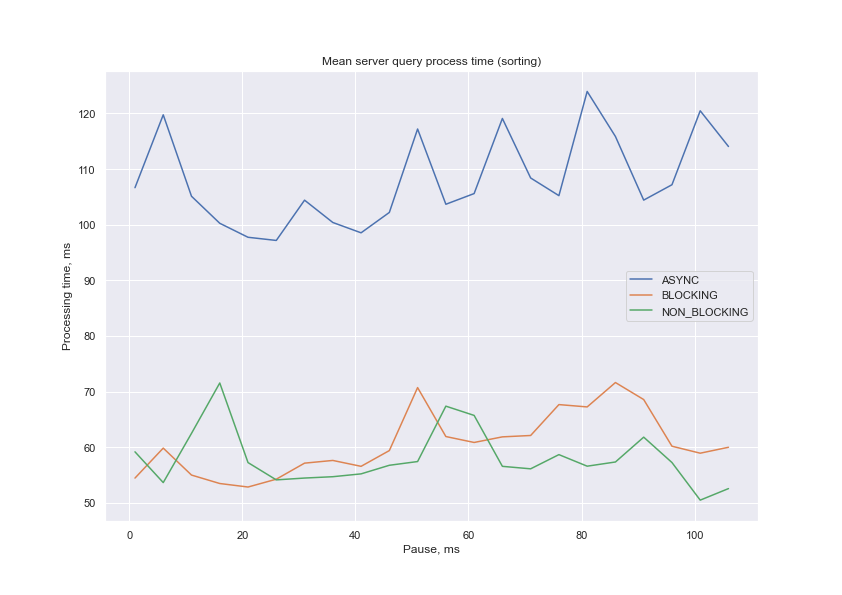 Mean server query process time (sorting)
120
110
100
90
80
70
60
50
Processing time, ms
ASYNC
BLOCKING
NON_BLOCKING
0 20 40 60 80 100
Pause, ms